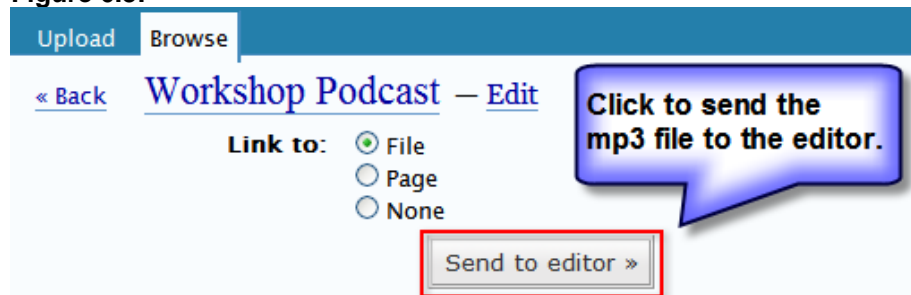 Upload Browse
« Back Workshop Podcast — Edit
Click to send the
mp3 file to the editor.
Link to: File
Page
None
Send to editor »